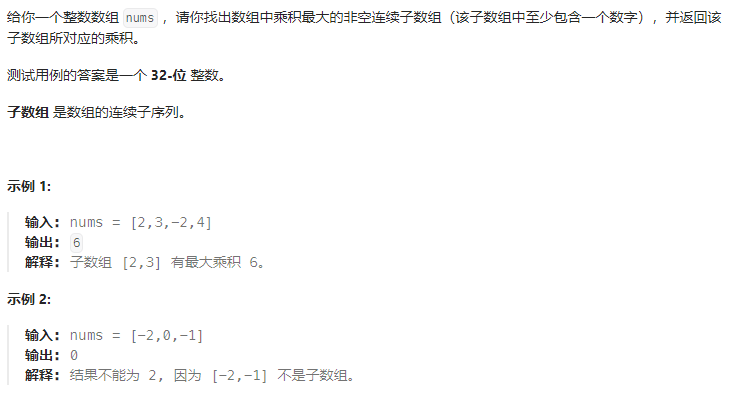 给你一个整数数组 nums ，请你找出数组中乘积最大的非空连续子数组（该子数组中至少包含一个数字），并返回该
子数组所对应的乘积。
测试用例的答案是一个 32-位 整数。
子数组 是数组的连续子序列。
示例 1:
输入: nums = [2,3,-2,4]
输出: 6
解释: 子数组 [2,3] 有最大乘积 6。
示例 2:
输入: nums = [-2,0,-1]
输出: 0
解释: 结果不能为 2, 因为 [-2,-1] 不是子数组。